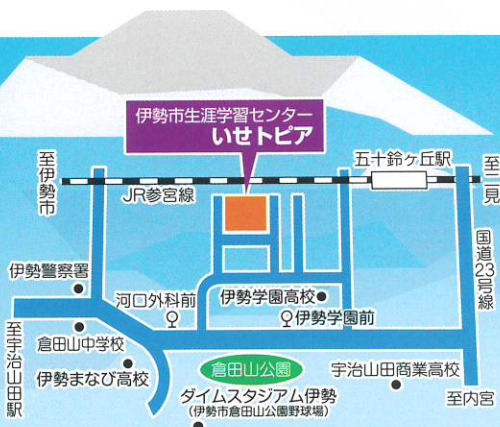 伊勢市生涯学習センター
いせトピア
五十鈴ヶ丘駅
至伊勢市
至二見
JR参宮線
国道23号線
伊勢警察署
河口外科前
伊勢学園高校
伊勢学園前
倉田山中学校
伊勢まなび高校
至宇治山田駅
倉田山公園
宇治山田商業高校
ダイムスタジアム伊勢
(伊勢市倉田山公園野球場)
至内宮